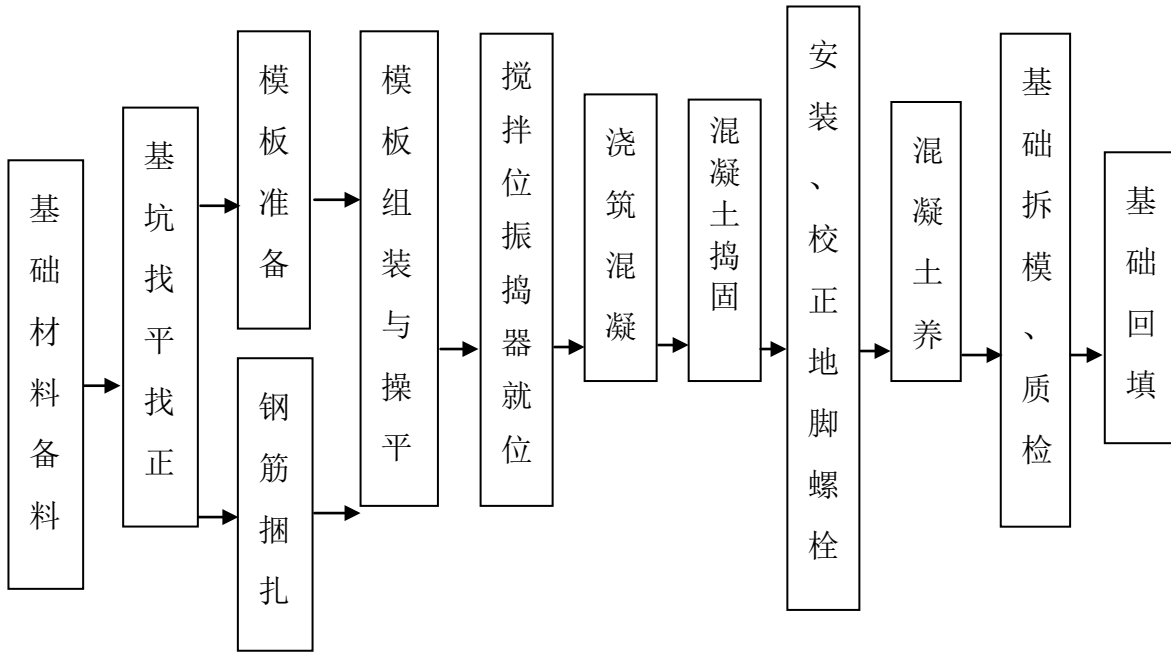 基础材料备料
基坑找平找正
模板准备
钢筋捆扎
模板组装与操平
搅拌位振捣器就位
浇筑混凝
混凝土捣固
安装、校正地脚螺栓
混凝土养
基础拆模、质检
基础回填